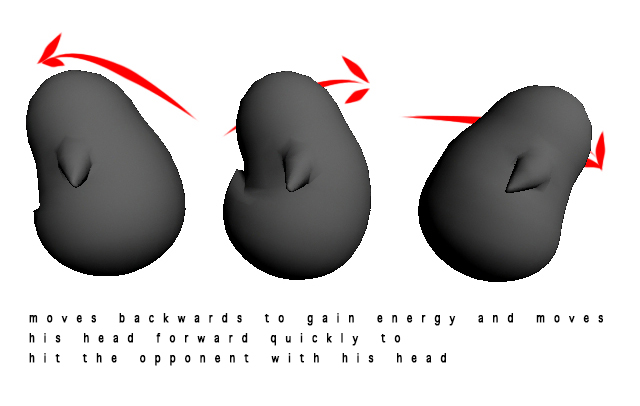 moves backwards to gain energy and moves
his head forward quickly to
hit the opponent with his head